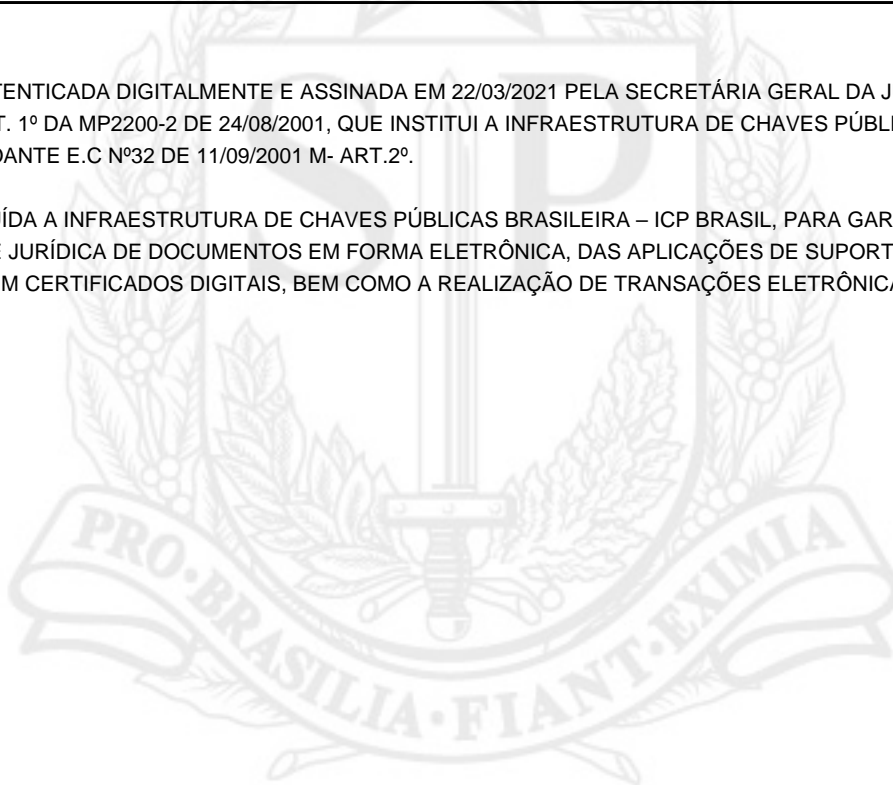 TENTICADA DIGITALMENTE E ASSINADA EM 22/03/2021 PELA SECRETÁRIA GERAL DA J
T. 1º DA MP2200-2 DE 24/08/2001, QUE INSTITUI A INFRAESTRUTURA DE CHAVES PÚBL
DANTE E.C Nº32 DE 11/09/2001 M- ART.2º.
ÍDA A INFRAESTRUTURA DE CHAVES PÚBLICAS BRASILEIRA – ICP BRASIL, PARA GAR
E JURÍDICA DE DOCUMENTOS EM FORMA ELETRÔNICA, DAS APLICAÇÕES DE SUPORT
M CERTIFICADOS DIGITAIS, BEM COMO A REALIZAÇÃO DE TRANSAÇÕES ELETRÔNICA
SP
PRO·BRASILIA·FIANT·EXIMIA